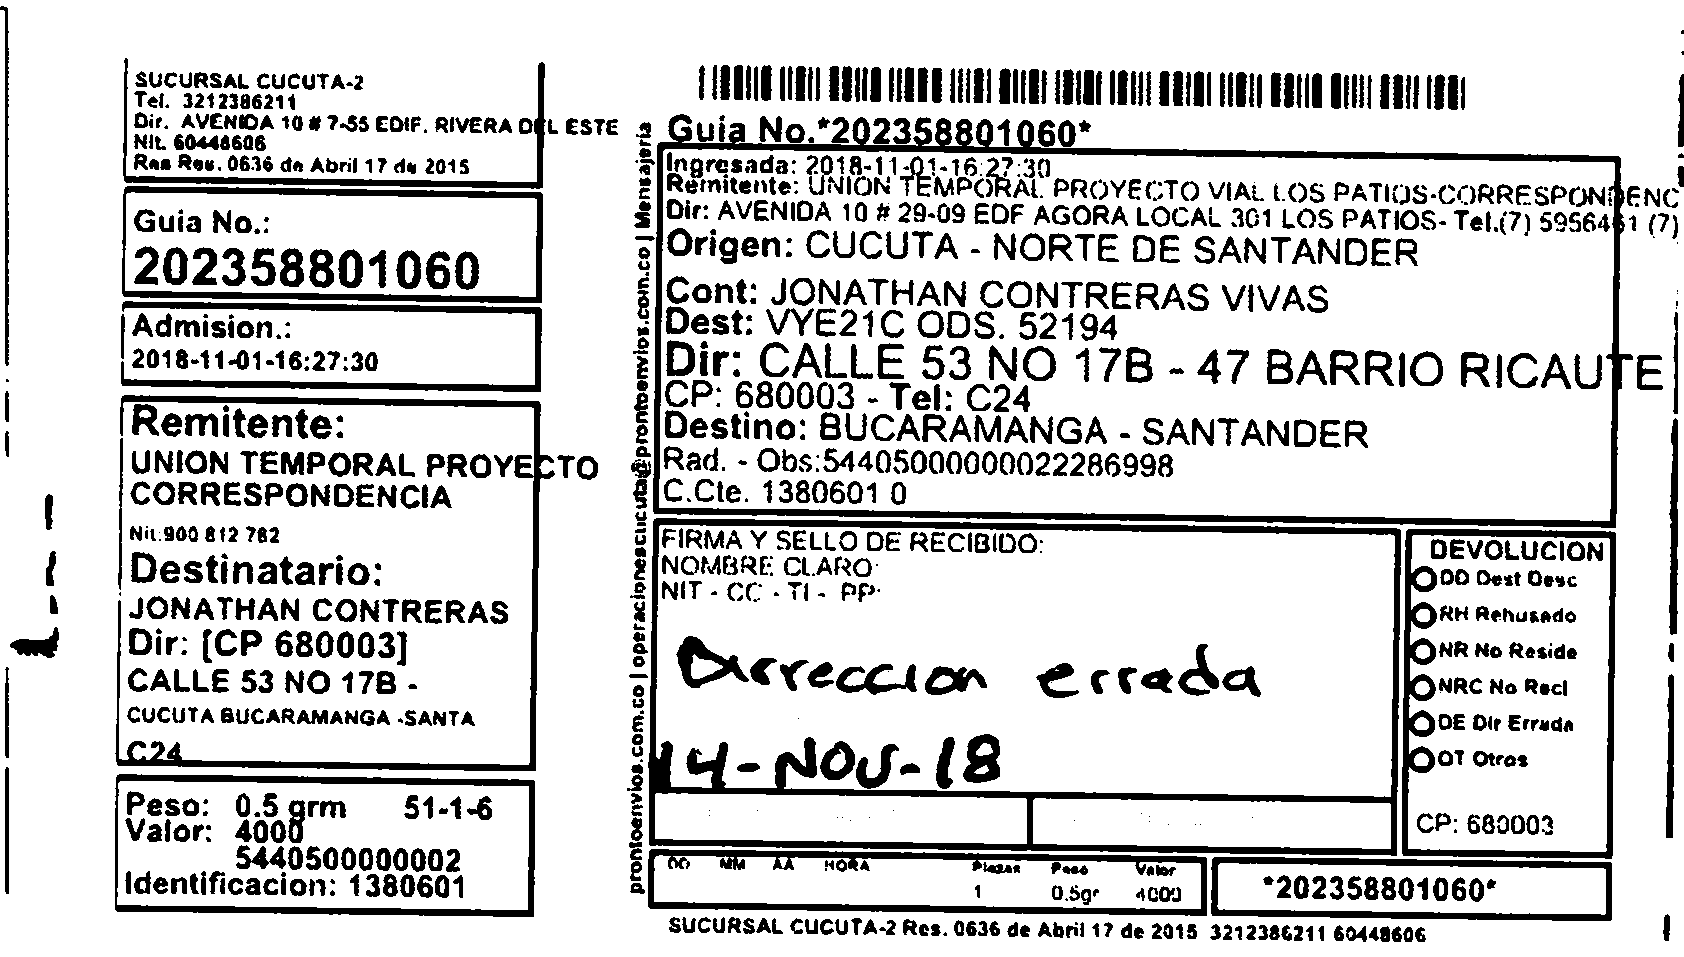 SUCURSAL CUCUTA-2
Tel. 3212386211
Dir. AVENIDA 10 # 7-55 EDIF. RIVERA DEL ESTE
Nit. 60448606
Res Res. 0636 de Abril 17 de 2015
Guia No.:
202358801060
Admision.:
2018-11-01-16:27:30
Remitente:
UNION TEMPORAL PROYECTO
CORRESPONDENCIA
Nit:900 812 782
Destinatario:
JONATHAN CONTRERAS
Dir: [CP 680003]
CALLE 53 NO 17B -
CUCUTA BUCARAMANGA -SANTA
C24
Peso: 0.5 grm 51-1-6
Valor: 4000
5440500000002
Identificacion: 1380601
prontoenvios.com.co | operacionescucuta@prontoenvios.com.co | Mensajeria
Guia No.*202358801060*
Ingresada: 2018-11-01-16:27:30
Remitente: UNION TEMPORAL PROYECTO VIAL LOS PATIOS-CORRESPONDENC
Dir: AVENIDA 10 # 29-09 EDF AGORA LOCAL 301 LOS PATIOS- Tel.(7) 5956461 (7)
Origen: CUCUTA - NORTE DE SANTANDER
Cont: JONATHAN CONTRERAS VIVAS
Dest: VYE21C ODS. 52194
Dir: CALLE 53 NO 17B - 47 BARRIO RICAUTE
CP: 680003 - Tel: C24
Destino: BUCARAMANGA - SANTANDER
Rad. - Obs:54405000000022286998
C.Cte. 1380601 0
FIRMA Y SELLO DE RECIBIDO:
NOMBRE CLARO:
NIT - CC - TI - PP:
Dirreccion errada
14-NOV-18
DEVOLUCION
DD Dest Desc
RH Rehusado
NR No Reside
NRC No Recl
DE Dir Errada
OT Otros
CP: 680003
DD MM AA HORA Piezas Peso Valor
1 0.5gr 4000
*202358801060*
SUCURSAL CUCUTA-2 Res. 0636 de Abril 17 de 2015 3212386211 60448606